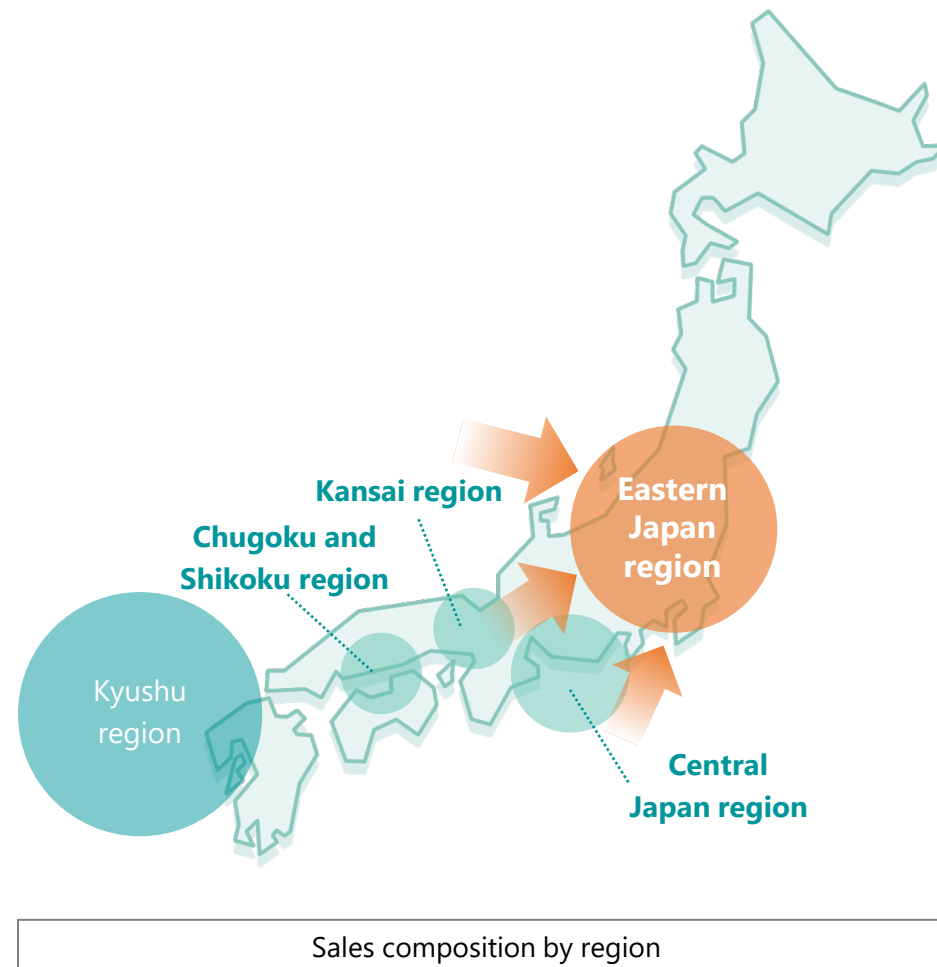 Kansai region
Eastern
Japan
region
Chugoku and
Shikoku region
Kyushu
region
Central
Japan region
Sales composition by region